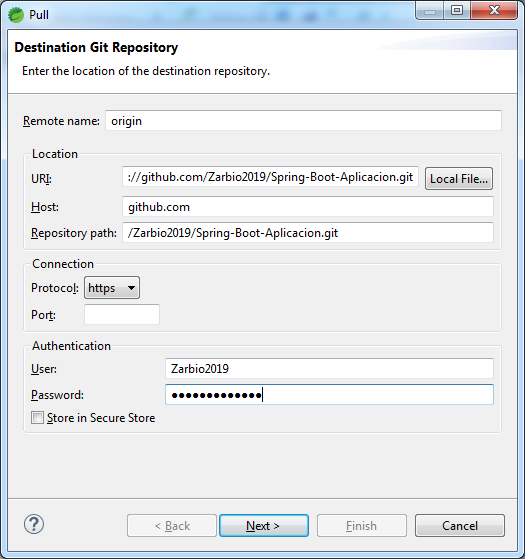 Pull
Destination Git Repository
Enter the location of the destination repository.
Remote name: origin
Location
URI: ://github.com/Zarbio2019/Spring-Boot-Aplicacion.git Local File...
Host: github.com
Repository path: /Zarbio2019/Spring-Boot-Aplicacion.git
Connection
Protocol: https
Port:
Authentication
User: Zarbio2019
Password: ●●●●●●●●●●●●●
Store in Secure Store
? < Back Next > Finish Cancel